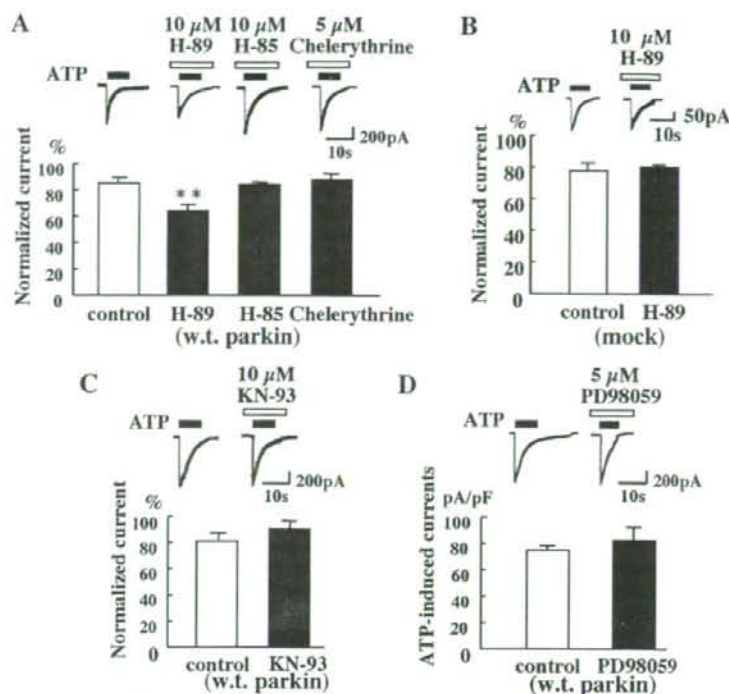 A
10 μM 10 μM 5 μM
H-89 H-85 Chelerythrine
ATP
200pA
10s
%
Normalized current
100
80
60
40
20
0
**
control H-89 H-85 Chelerythrine
(w.t. parkin)
B
10 μM
H-89
ATP
50pA
10s
%
Normalized current
100
80
60
40
20
0
control H-89
(mock)
C
10 μM
KN-93
ATP
200pA
10s
%
Normalized current
100
80
60
40
20
0
control KN-93
(w.t. parkin)
D
5 μM
PD98059
ATP
200pA
10s
pA/pF
ATP-induced currents
100
80
60
40
20
0
control PD98059
(w.t. parkin)